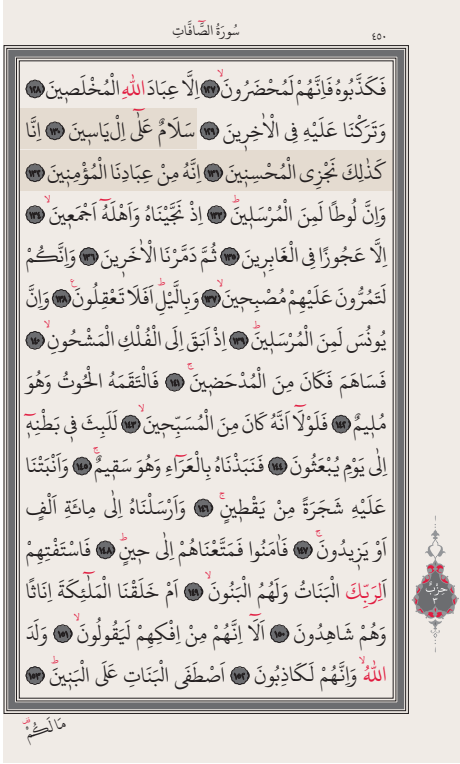 سُورَةُ الصَّٓافَّاتِ ٤٥٠
فَكَذَّبُوهُ فَاِنَّهُمْ لَمُحْضَرُونَۙ ﴿١٢٧﴾ اِلَّا عِبَادَ اللّٰهِ الْمُخْلَصٖينَ ﴿١٢٨﴾
وَتَرَكْنَا عَلَيْهِ فِى الْاٰخِرٖينَ ﴿١٢٩﴾ سَلَامٌ عَلٰٓى اِلْ يَاسٖينَ ﴿١٣٠﴾ اِنَّا
كَذٰلِكَ نَجْزِى الْمُحْسِنٖينَ ﴿١٣١﴾ اِنَّهُ مِنْ عِبَادِنَا الْمُؤْمِنٖينَ ﴿١٣٢﴾
وَاِنَّ لُوطًا لَمِنَ الْمُرْسَلٖينَؕ ﴿١٣٣﴾ اِذْ نَجَّيْنَاهُ وَاَهْلَهُٓ اَجْمَعٖينَۙ ﴿١٣٤﴾
اِلَّا عَجُوزًا فِى الْغَابِرٖينَ ﴿١٣٥﴾ ثُمَّ دَمَّرْنَا الْاٰخَرٖينَ ﴿١٣٦﴾ وَاِنَّكُمْ
لَتَمُرُّونَ عَلَيْهِمْ مُصْبِحٖينَۙ ﴿١٣٧﴾ وَبِالَّيْلِؕ اَفَلَا تَعْقِلُونَࣖ ﴿١٣٨﴾ وَاِنَّ
يُونُسَ لَمِنَ الْمُرْسَلٖينَؕ ﴿١٣٩﴾ اِذْ اَبَقَ اِلَى الْفُلْكِ الْمَشْحُونِۙ ﴿١٤٠﴾
فَسَاهَمَ فَكَانَ مِنَ الْمُدْحَضٖينَۚ ﴿١٤١﴾ فَالْتَقَمَهُ الْحُوتُ وَهُوَ
مُلٖيمٌ ﴿١٤٢﴾ فَلَوْلَٓا اَنَّهُ كَانَ مِنَ الْمُسَبِّحٖينَۙ ﴿١٤٣﴾ لَلَبِثَ فٖى بَطْنِهٖٓ
اِلٰى يَوْمِ يُبْعَثُونَ ﴿١٤٤﴾ فَنَبَذْنَاهُ بِالْعَرَٓاءِ وَهُوَ سَقٖيمٌۚ ﴿١٤٥﴾ وَاَنْبَتْنَا
عَلَيْهِ شَجَرَةً مِنْ يَقْطٖينٍۚ ﴿١٤٦﴾ وَاَرْسَلْنَاهُ اِلٰى مِائَةِ اَلْفٍ
اَوْ يَزٖيدُونَۚ ﴿١٤٧﴾ فَاٰمَنُوا فَمَتَّعْنَاهُمْ اِلٰى حٖينٍؕ ﴿١٤٨﴾ فَاسْتَفْتِهِمْ
اَلِرَبِّكَ الْبَنَاتُ وَلَهُمُ الْبَنُونَۙ ﴿١٤٩﴾ اَمْ خَلَقْنَا الْمَلٰٓئِكَةَ اِنَاثًا
وَهُمْ شَاهِدُونَ ﴿١٥٠﴾ اَلَٓا اِنَّهُمْ مِنْ اِفْكِهِمْ لَيَقُولُونَۙ ﴿١٥١﴾ وَلَدَ
اللّٰهُۙ وَاِنَّهُمْ لَكَاذِبُونَ ﴿١٥٢﴾ اَصْطَفَى الْبَنَاتِ عَلَى الْبَنٖينَؕ ﴿١٥٣﴾
مَا لَكُمْ
حِزْبُ
٣